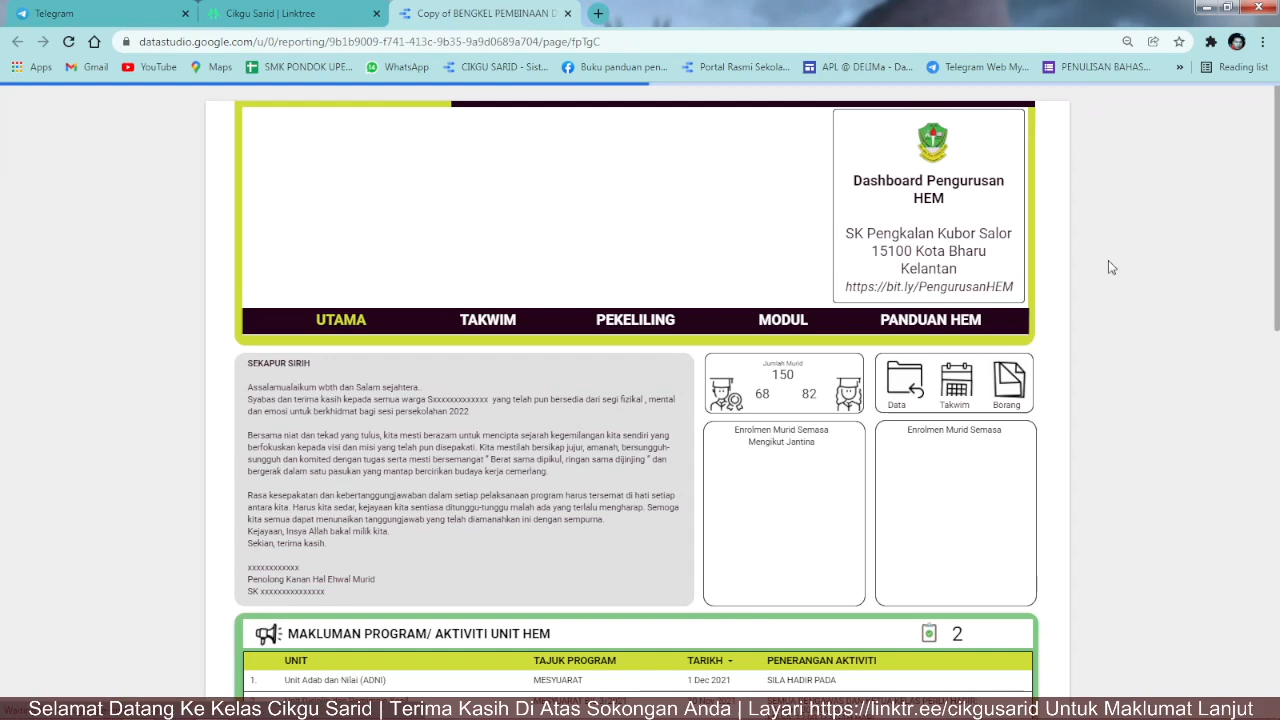 Telegram
Cikgu Sarid | Linktree
Copy of BENGKEL PEMBINAAN D
datastudio.google.com/u/0/reporting/9b1b9009-f741-413c-9b35-9a9d0689a704/page/fpTgC
Apps
Gmail
YouTube
Maps
SMK PONDOK UPE...
WhatsApp
CIKGU SARID - Sist...
Buku panduan pen...
Portal Rasmi Sekola...
APL @ DELIMa - Da...
Telegram Web My...
PENULISAN BAHAS...
»
Reading list
Dashboard Pengurusan
HEM
SK Pengkalan Kubor Salor
15100 Kota Bharu
Kelantan
https://bit.ly/PengurusanHEM
UTAMA
TAKWIM
PEKELILING
MODUL
PANDUAN HEM
SEKAPUR SIRIH
Assalamualaikum wbth dan Salam sejahtera..
Syabas dan terima kasih kepada semua warga Sxxxxxxxxxxxxx yang telah pun bersedia dari segi fizikal , mental
dan emosi untuk berkhidmat bagi sesi persekolahan 2022
Bersama niat dan tekad yang tulus, kita mesti berazam untuk mencipta sejarah kegemilangan kita sendiri yang
berfokuskan kepada visi dan misi yang telah pun disepakati. Kita mestilah bersikap jujur, amanah, bersungguh-
sungguh dan komited dengan tugas serta mesti bersemangat " Berat sama dipikul, ringan sama dijinjing " dan
bergerak dalam satu pasukan yang mantap bercirikan budaya kerja cemerlang.
Rasa kesepakatan dan kebertanggungjawaban dalam setiap pelaksanaan program harus tersemat di hati setiap
antara kita. Harus kita sedar, kejayaan kita sentiasa ditunggu-tunggu malah ada yang terlalu mengharap. Semoga
kita semua dapat menunaikan tanggungjawab yang telah diamanahkan ini dengan sempurna.
Kejayaan, Insya Allah bakal milik kita.
Sekian, terima kasih.
xxxxxxxxxxxx
Penolong Kanan Hal Ehwal Murid
SK xxxxxxxxxxxxxxx
Jumlah Murid
150
68 82
Data
Takwim
Borang
Enrolmen Murid Semasa
Mengikut Jantina
Enrolmen Murid Semasa
MAKLUMAN PROGRAM/ AKTIVITI UNIT HEM
2
UNIT TAJUK PROGRAM TARIKH PENERANGAN AKTIVITI
1. Unit Adab dan Nilai (ADNI) MESYUARAT 1 Dec 2021 SILA HADIR PADA
Selamat Datang Ke Kelas Cikgu Sarid | Terima Kasih Di Atas Sokongan Anda | Layari https://linktr.ee/cikgusarid Untuk Maklumat Lanjut